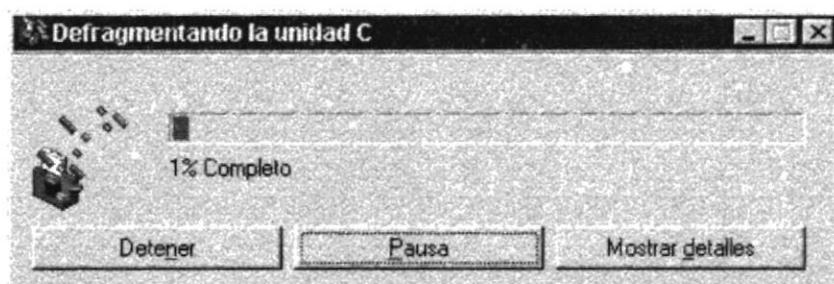 Defragmentando la unidad C
1% Completo
Detener
Pausa
Mostrar detalles